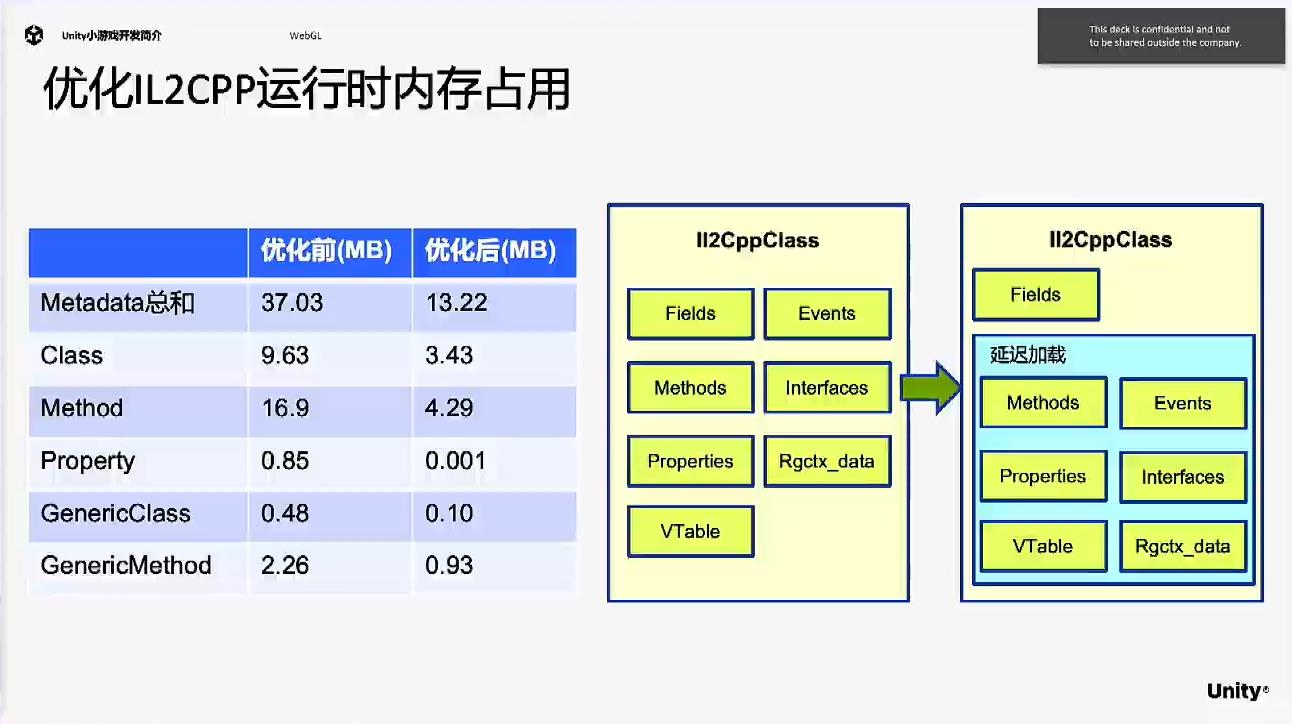 Unity小游戏开发简介
WebGL
This deck is confidential and not
to be shared outside the company.
优化IL2CPP运行时内存占用
优化前(MB) 优化后(MB)
Metadata总和 37.03 13.22
Class 9.63 3.43
Method 16.9 4.29
Property 0.85 0.001
GenericClass 0.48 0.10
GenericMethod 2.26 0.93
Il2CppClass
Fields Events
Methods Interfaces
Properties Rgctx_data
VTable
Il2CppClass
Fields
延迟加载
Methods Events
Properties Interfaces
VTable Rgctx_data
Unity®